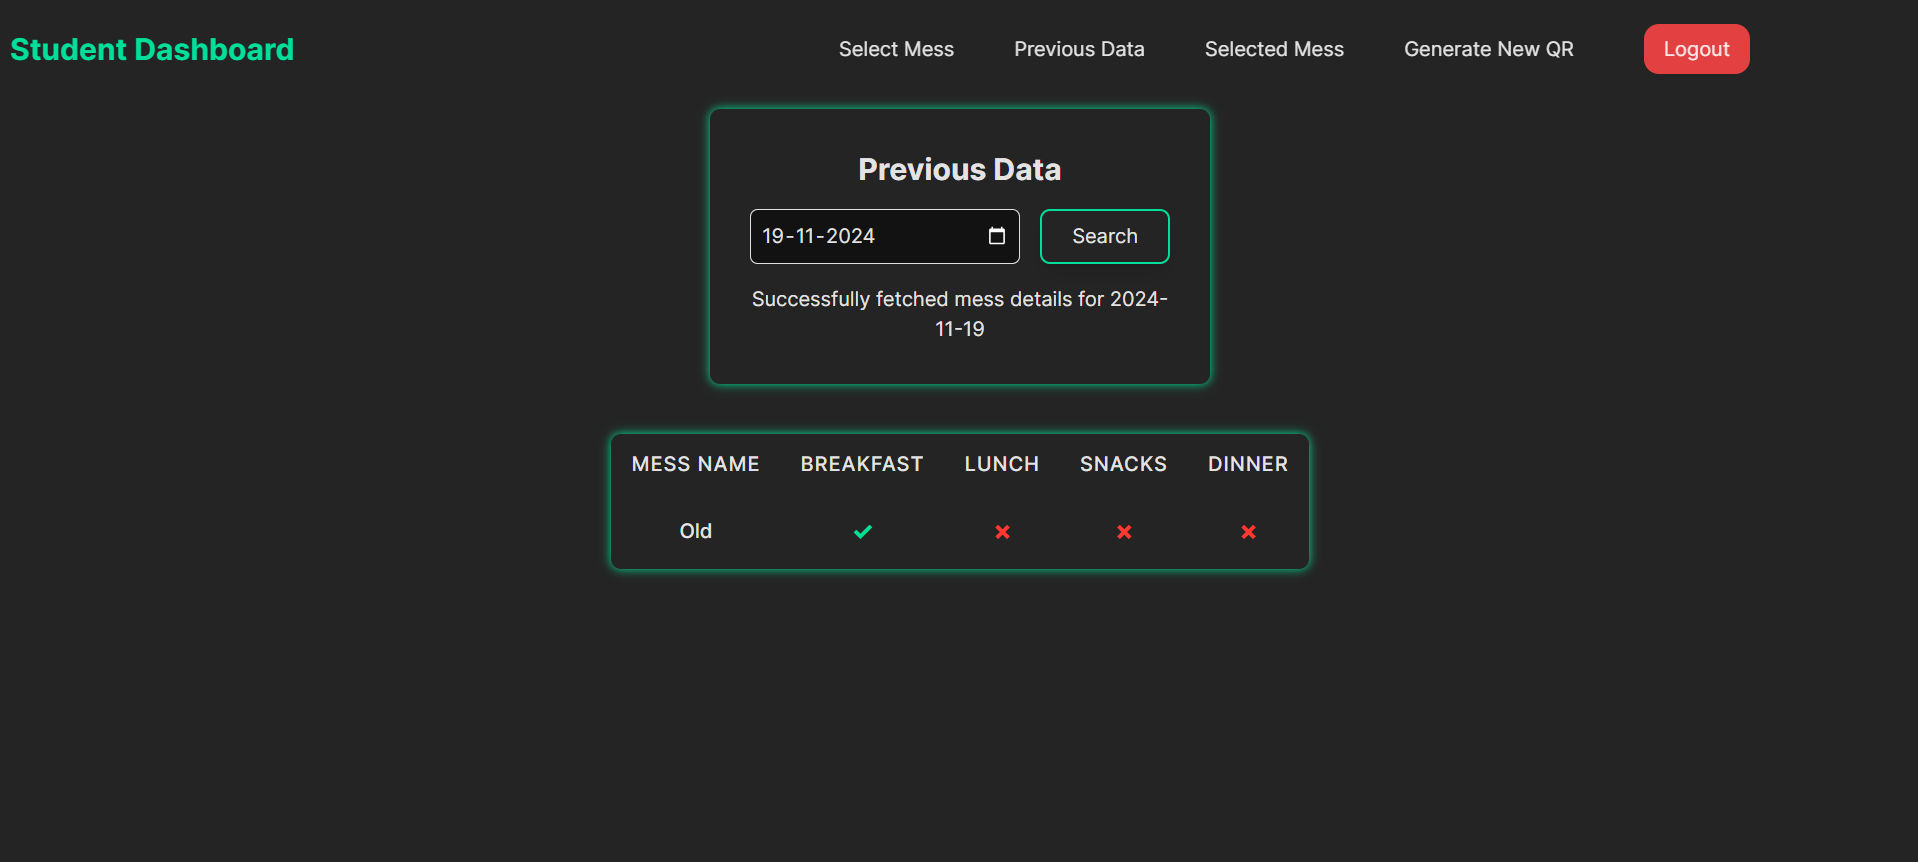 Student Dashboard
Select Mess
Previous Data
Selected Mess
Generate New QR
Logout
Previous Data
19-11-2024
Search
Successfully fetched mess details for 2024-
11-19
MESS NAME BREAKFAST LUNCH SNACKS DINNER
Old